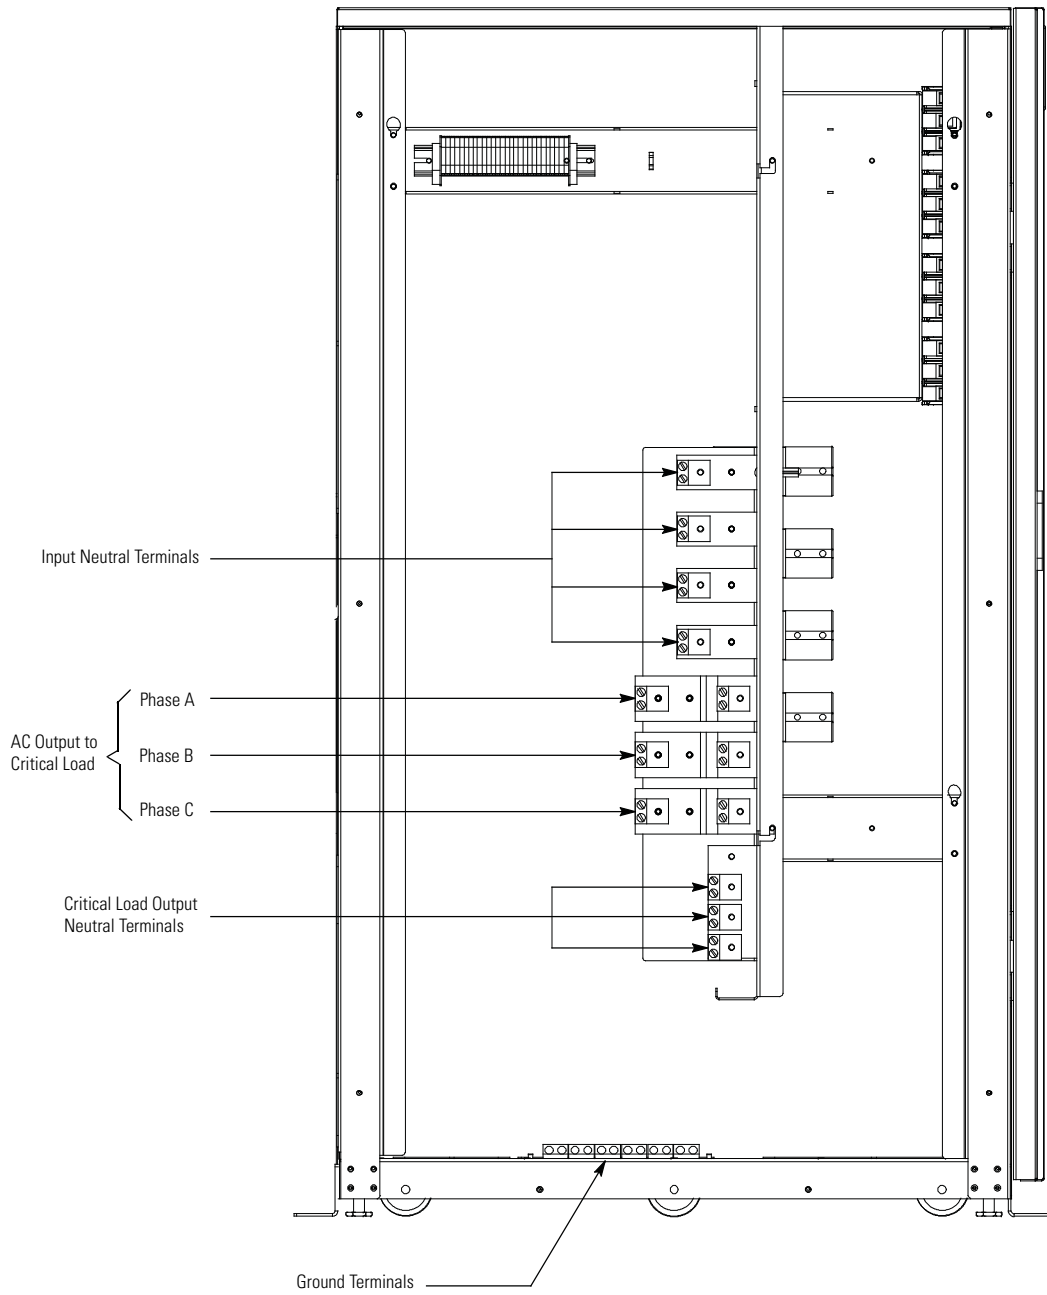 Input Neutral Terminals
Phase A
AC Output to
Critical Load
Phase B
Phase C
Critical Load Output
Neutral Terminals
Ground Terminals